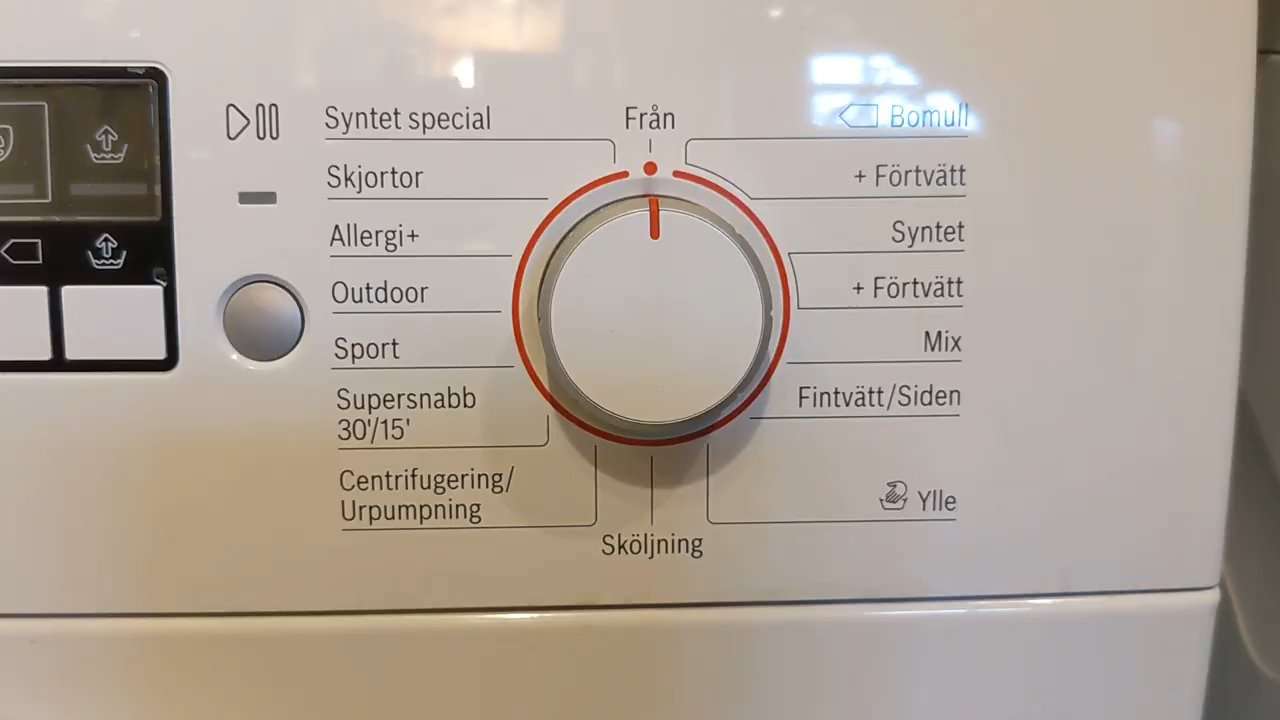 Syntet special
Skjortor
Allergi+
Outdoor
Sport
Supersnabb
30'/15'
Centrifugering/
Urpumpning
Från
Sköljning
Bomull
+ Förtvätt
Syntet
+ Förtvätt
Mix
Fintvätt/Siden
Ylle